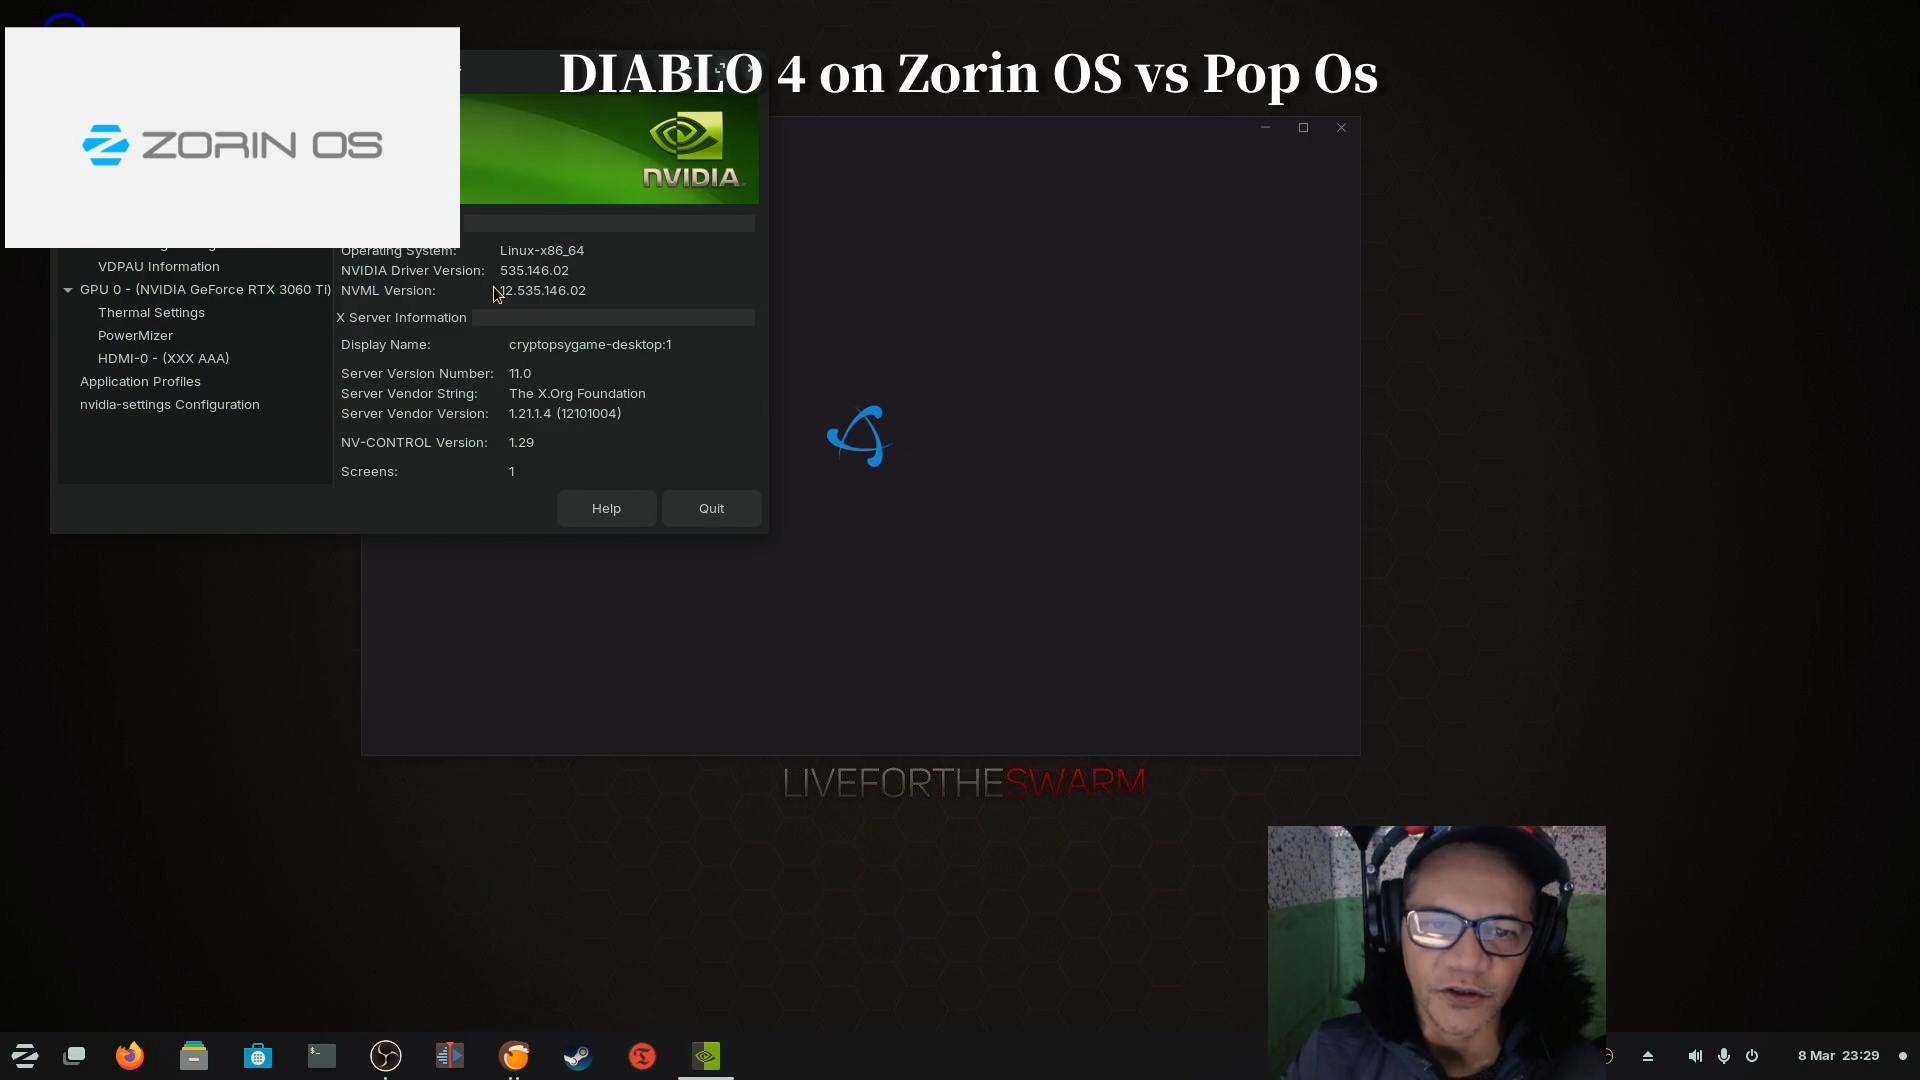 DIABLO 4 on Zorin OS vs Pop Os
ZORIN OS
NVIDIA
Operating System: Linux-x86_64
NVIDIA Driver Version: 535.146.02
NVML Version: 12.535.146.02
X Server Information
Display Name: cryptopsygame-desktop:1
Server Version Number: 11.0
Server Vendor String: The X.Org Foundation
Server Vendor Version: 1.21.1.4 (12101004)
NV-CONTROL Version: 1.29
Screens: 1
VDPAU Information
GPU 0 - (NVIDIA GeForce RTX 3060 Ti)
Thermal Settings
PowerMizer
HDMI-0 - (XXX AAA)
Application Profiles
nvidia-settings Configuration
Help
Quit
LIVEFORTHESWARM
8 Mar 23:29